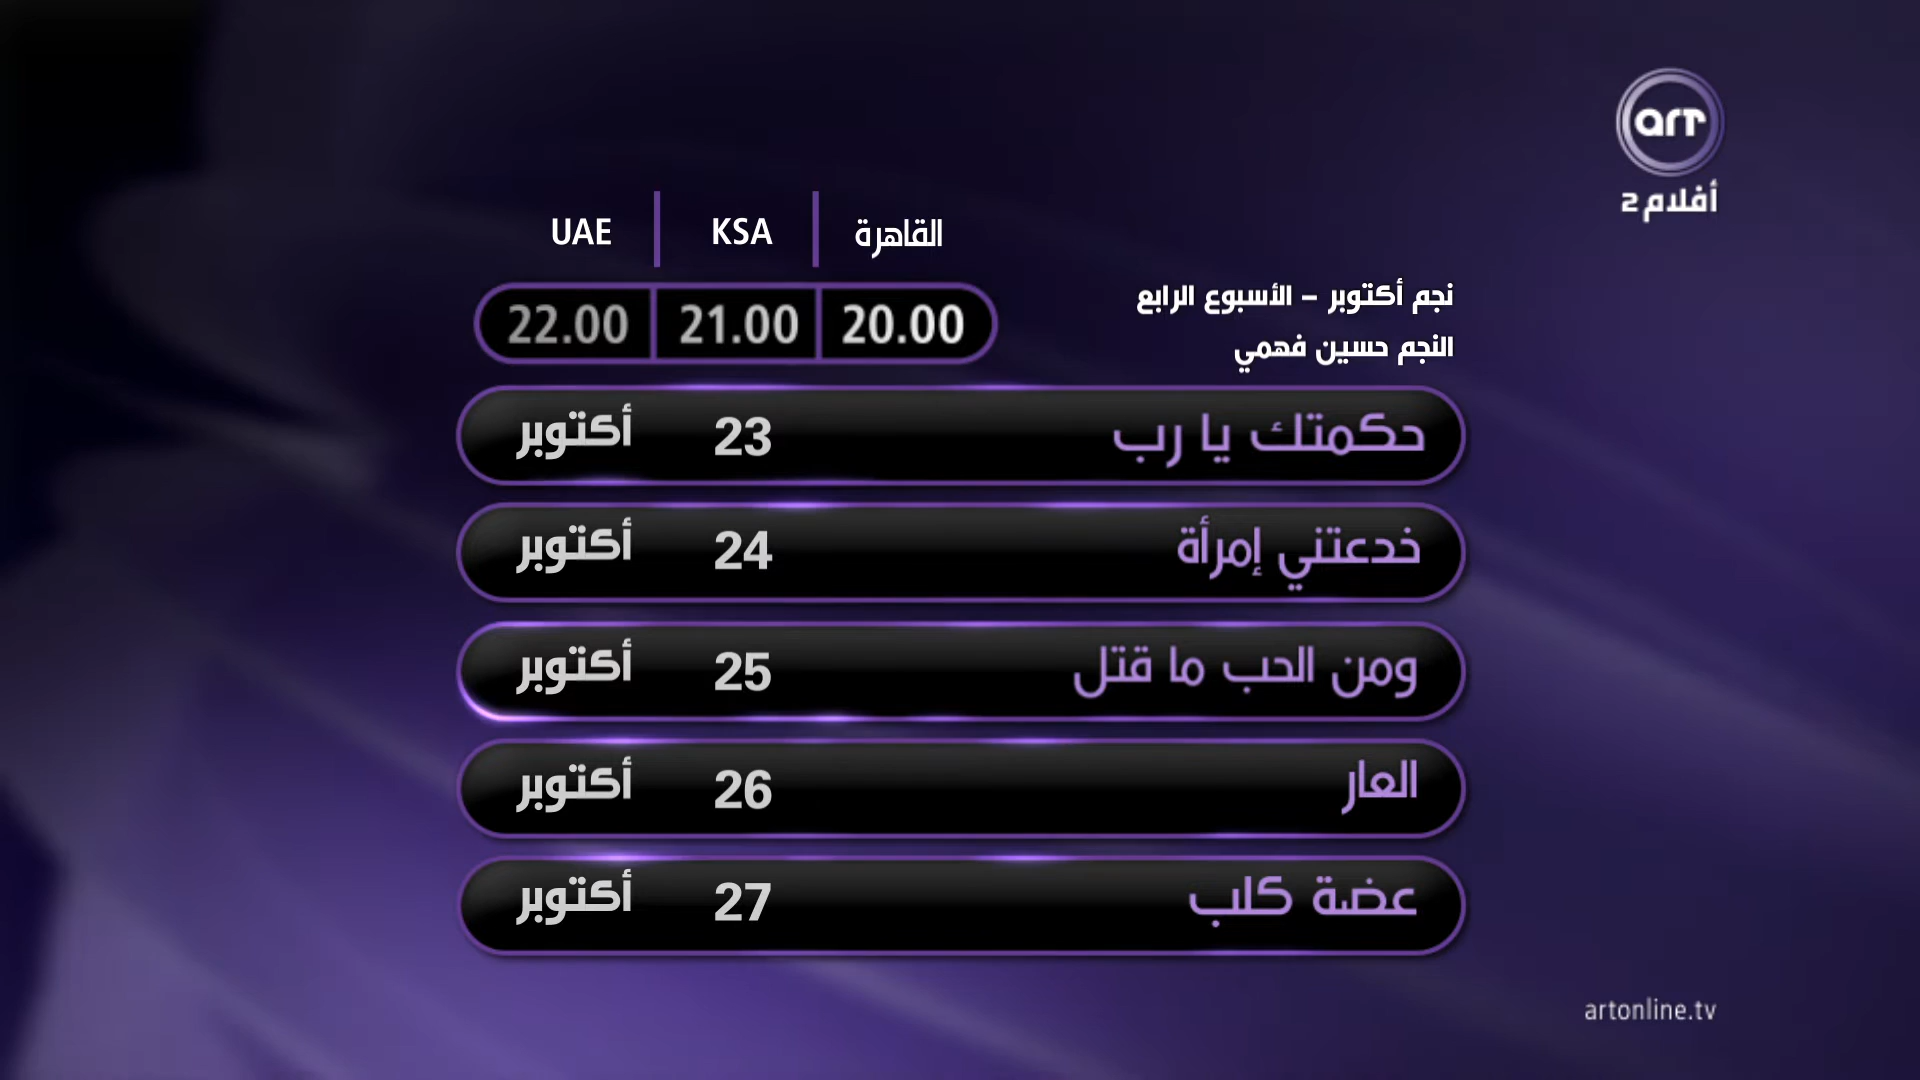 art
أفلام 2
القاهرة KSA UAE
20.00 21.00 22.00
نجم أكتوبر – الأسبوع الرابع
النجم حسين فهمي
حكمتك يا رب 23 أكتوبر
خدعتني إمرأة 24 أكتوبر
ومن الحب ما قتل 25 أكتوبر
العار 26 أكتوبر
عضة كلب 27 أكتوبر
artonline.tv